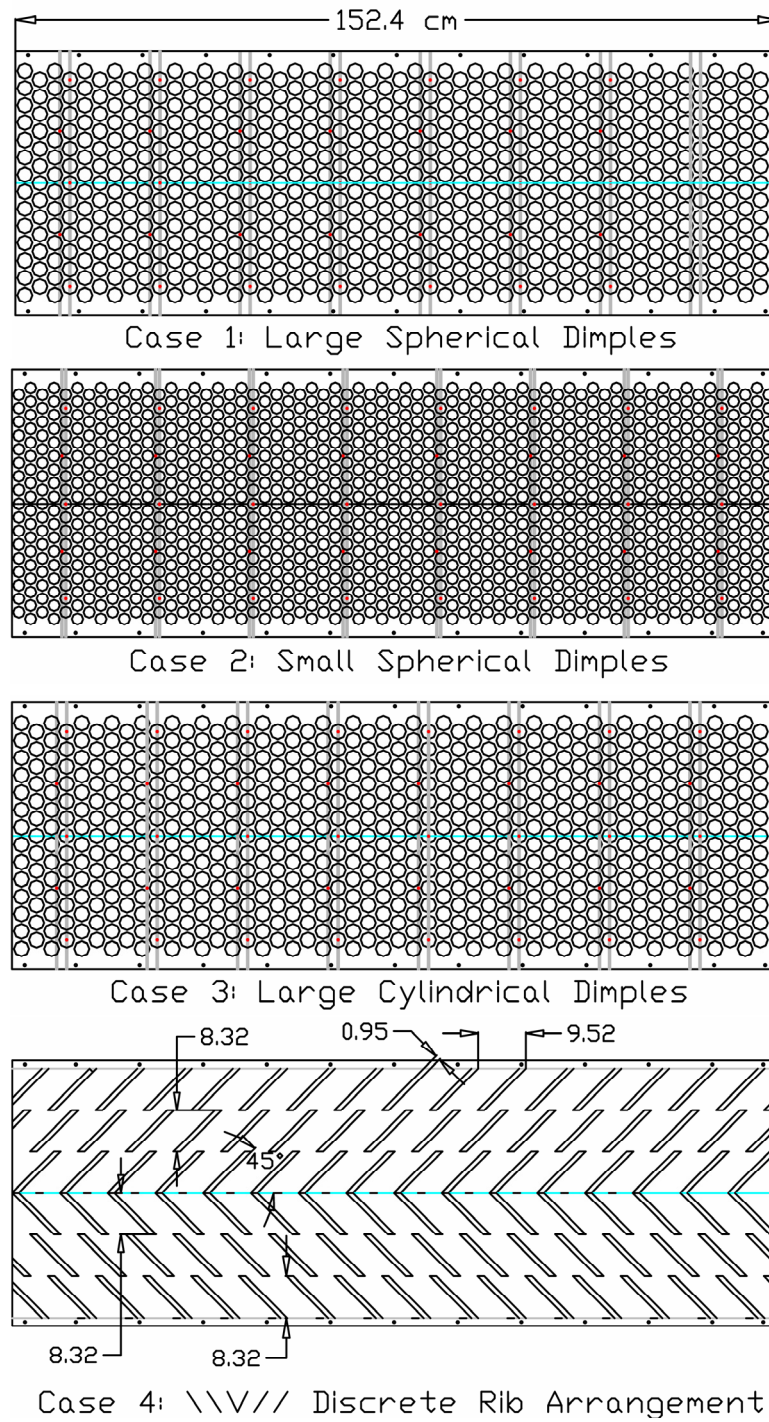 152.4 cm
Case 1: Large Spherical Dimples
Case 2: Small Spherical Dimples
Case 3: Large Cylindrical Dimples
8.32
0.95
9.52
45°
8.32
8.32
Case 4: \\V// Discrete Rib Arrangement